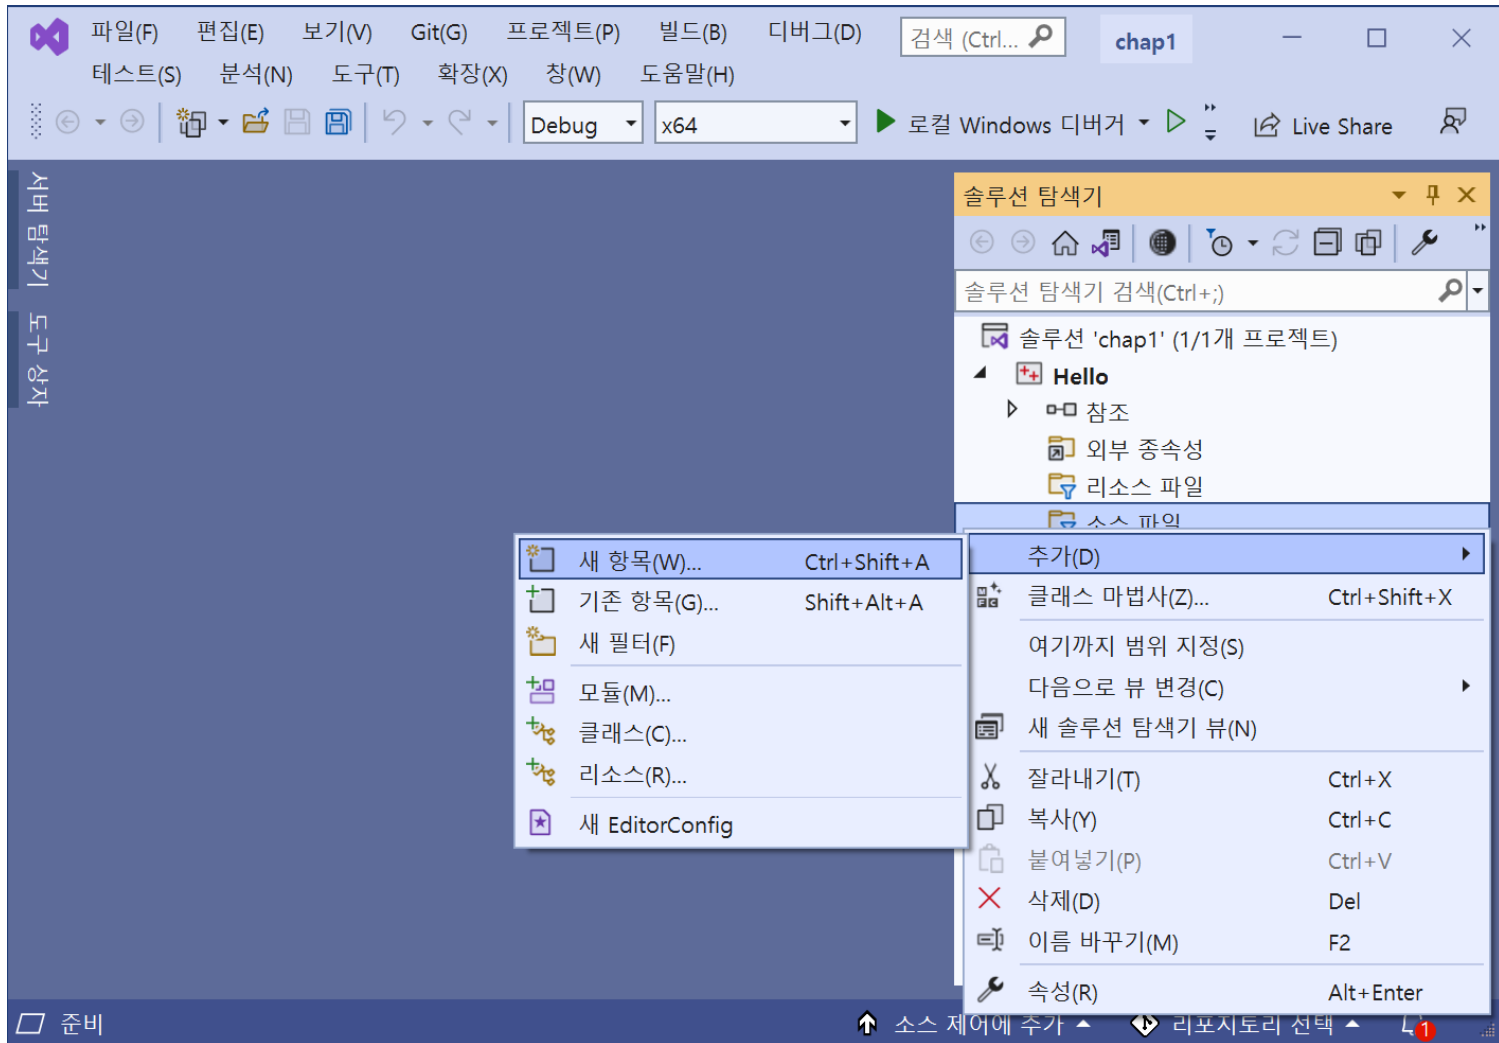 파일(F) 편집(E) 보기(V) Git(G) 프로젝트(P) 빌드(B) 디버그(D) 검색 (Ctrl... chap1
테스트(S) 분석(N) 도구(T) 확장(X) 창(W) 도움말(H)
Debug x64 로컬 Windows 디버거 Live Share
서버 탐색기
도구 상자
솔루션 탐색기
솔루션 탐색기 검색(Ctrl+;)
솔루션 'chap1' (1/1개 프로젝트)
Hello
참조
외부 종속성
리소스 파일
소스 파일
새 항목(W)... Ctrl+Shift+A
기존 항목(G)... Shift+Alt+A
새 필터(F)
모듈(M)...
클래스(C)...
리소스(R)...
새 EditorConfig
추가(D)
클래스 마법사(Z)... Ctrl+Shift+X
여기까지 범위 지정(S)
다음으로 뷰 변경(C)
새 솔루션 탐색기 뷰(N)
잘라내기(T) Ctrl+X
복사(Y) Ctrl+C
붙여넣기(P) Ctrl+V
삭제(D) Del
이름 바꾸기(M) F2
속성(R) Alt+Enter
준비 소스 제어에 추가 리포지토리 선택 1